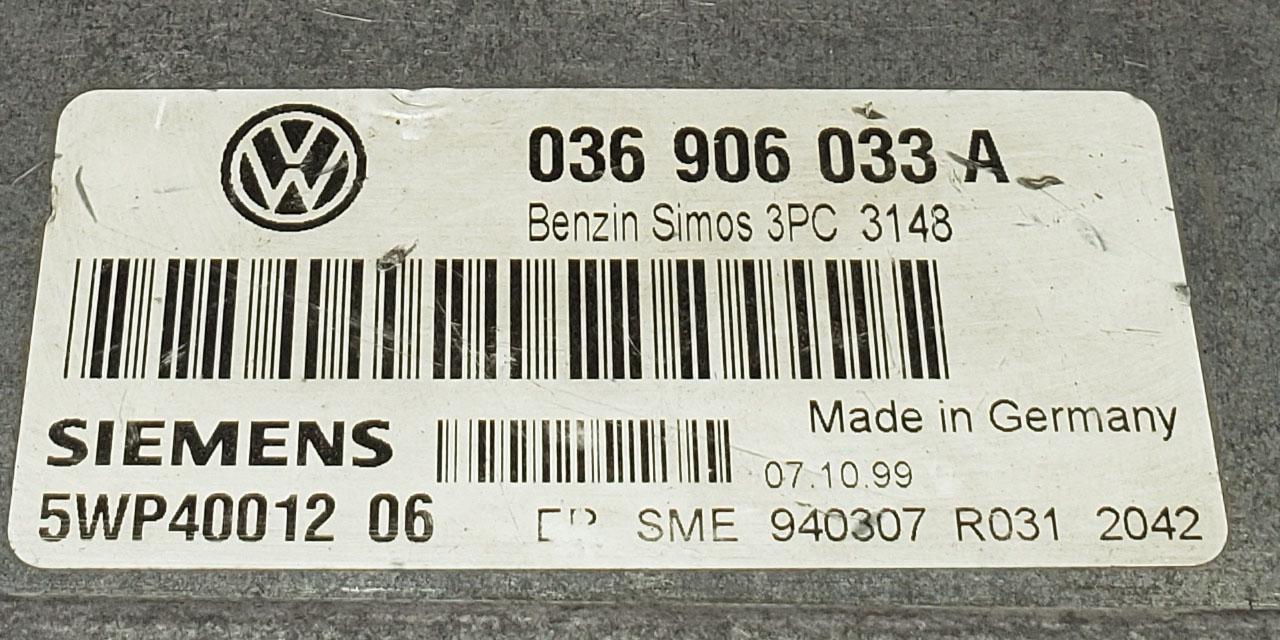 036 906 033 A
Benzin Simos 3PC 3148
Made in Germany
SIEMENS
07.10.99
5WP40012 06
SME 940307 R031 2042